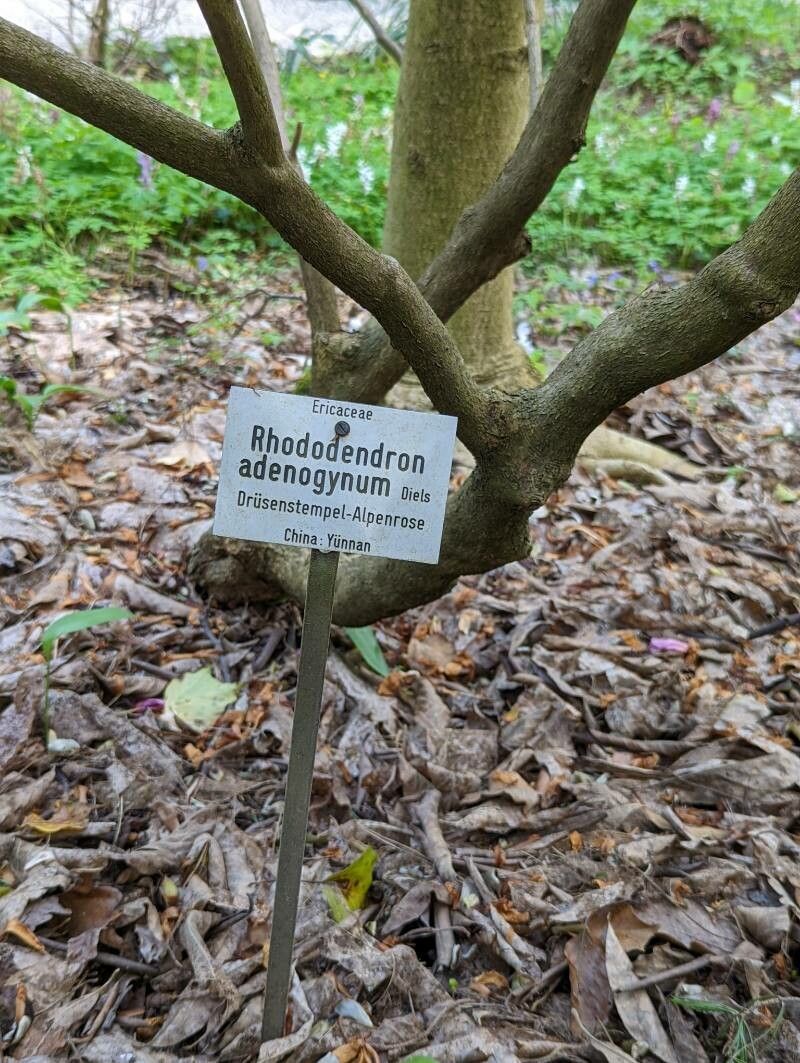 Ericaceae
Rhododendron
adenogynum Diels
Drüsenstempel-Alpenrose
China: Yünnan